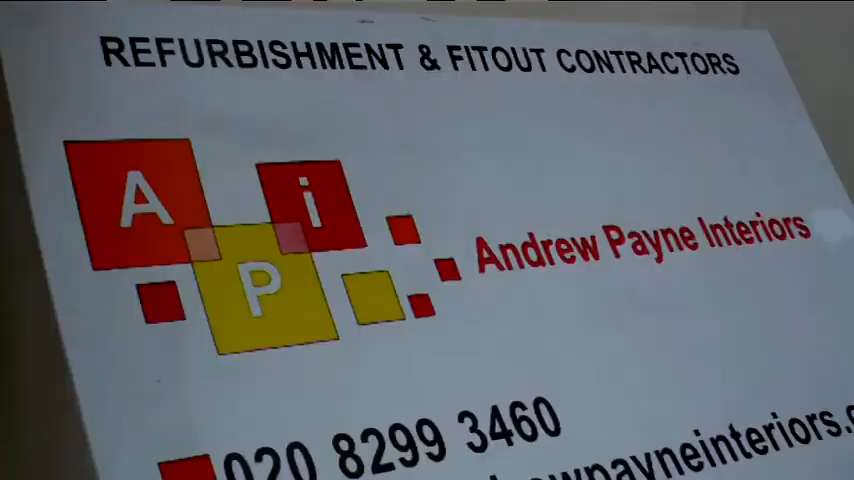 REFURBISHMENT & FITOUT CONTRACTORS
A i
P
Andrew Payne Interiors
020 8299 3460